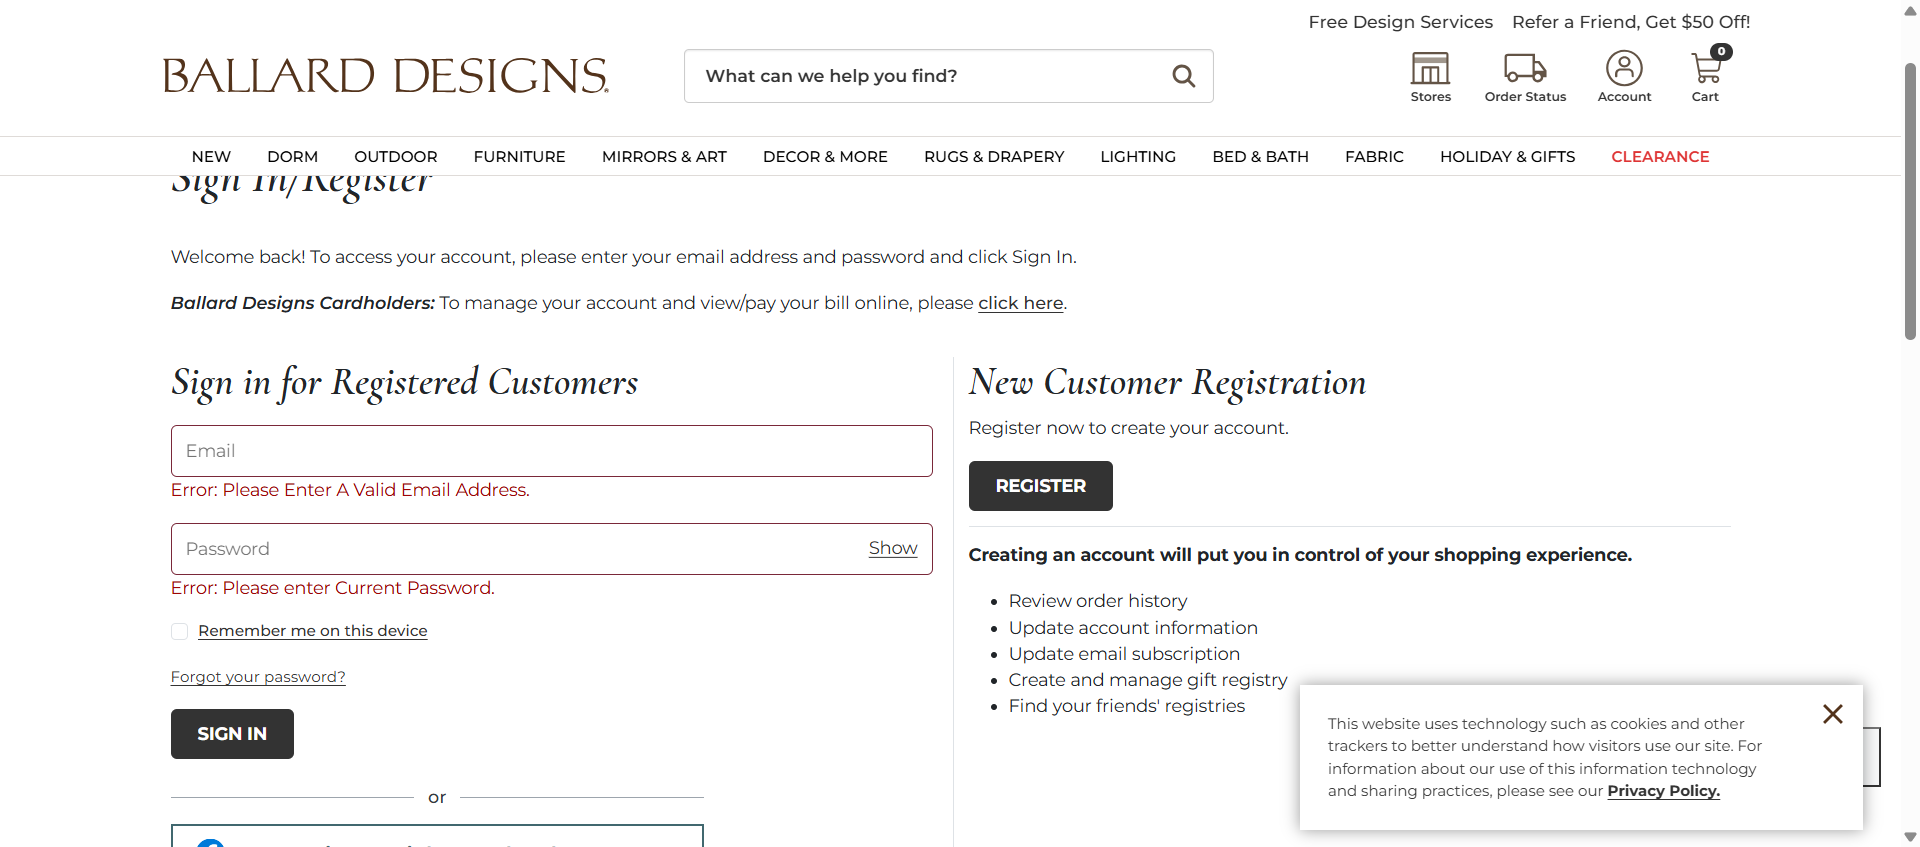 Free Design Services Refer a Friend, Get $50 Off!
BALLARD DESIGNS®
What can we help you find?
Stores
Order Status
Account
0
Cart
NEW DORM OUTDOOR FURNITURE MIRRORS & ART DECOR & MORE RUGS & DRAPERY LIGHTING BED & BATH FABRIC HOLIDAY & GIFTS CLEARANCE
Sign In/Register
Welcome back! To access your account, please enter your email address and password and click Sign In.
Ballard Designs Cardholders: To manage your account and view/pay your bill online, please click here.
Sign in for Registered Customers
Email
Error: Please Enter A Valid Email Address.
Password Show
Error: Please enter Current Password.
Remember me on this device
Forgot your password?
SIGN IN
or
New Customer Registration
Register now to create your account.
REGISTER
Creating an account will put you in control of your shopping experience.
• Review order history
• Update account information
• Update email subscription
• Create and manage gift registry
• Find your friends' registries
This website uses technology such as cookies and other
trackers to better understand how visitors use our site. For
information about our use of this information technology
and sharing practices, please see our Privacy Policy.